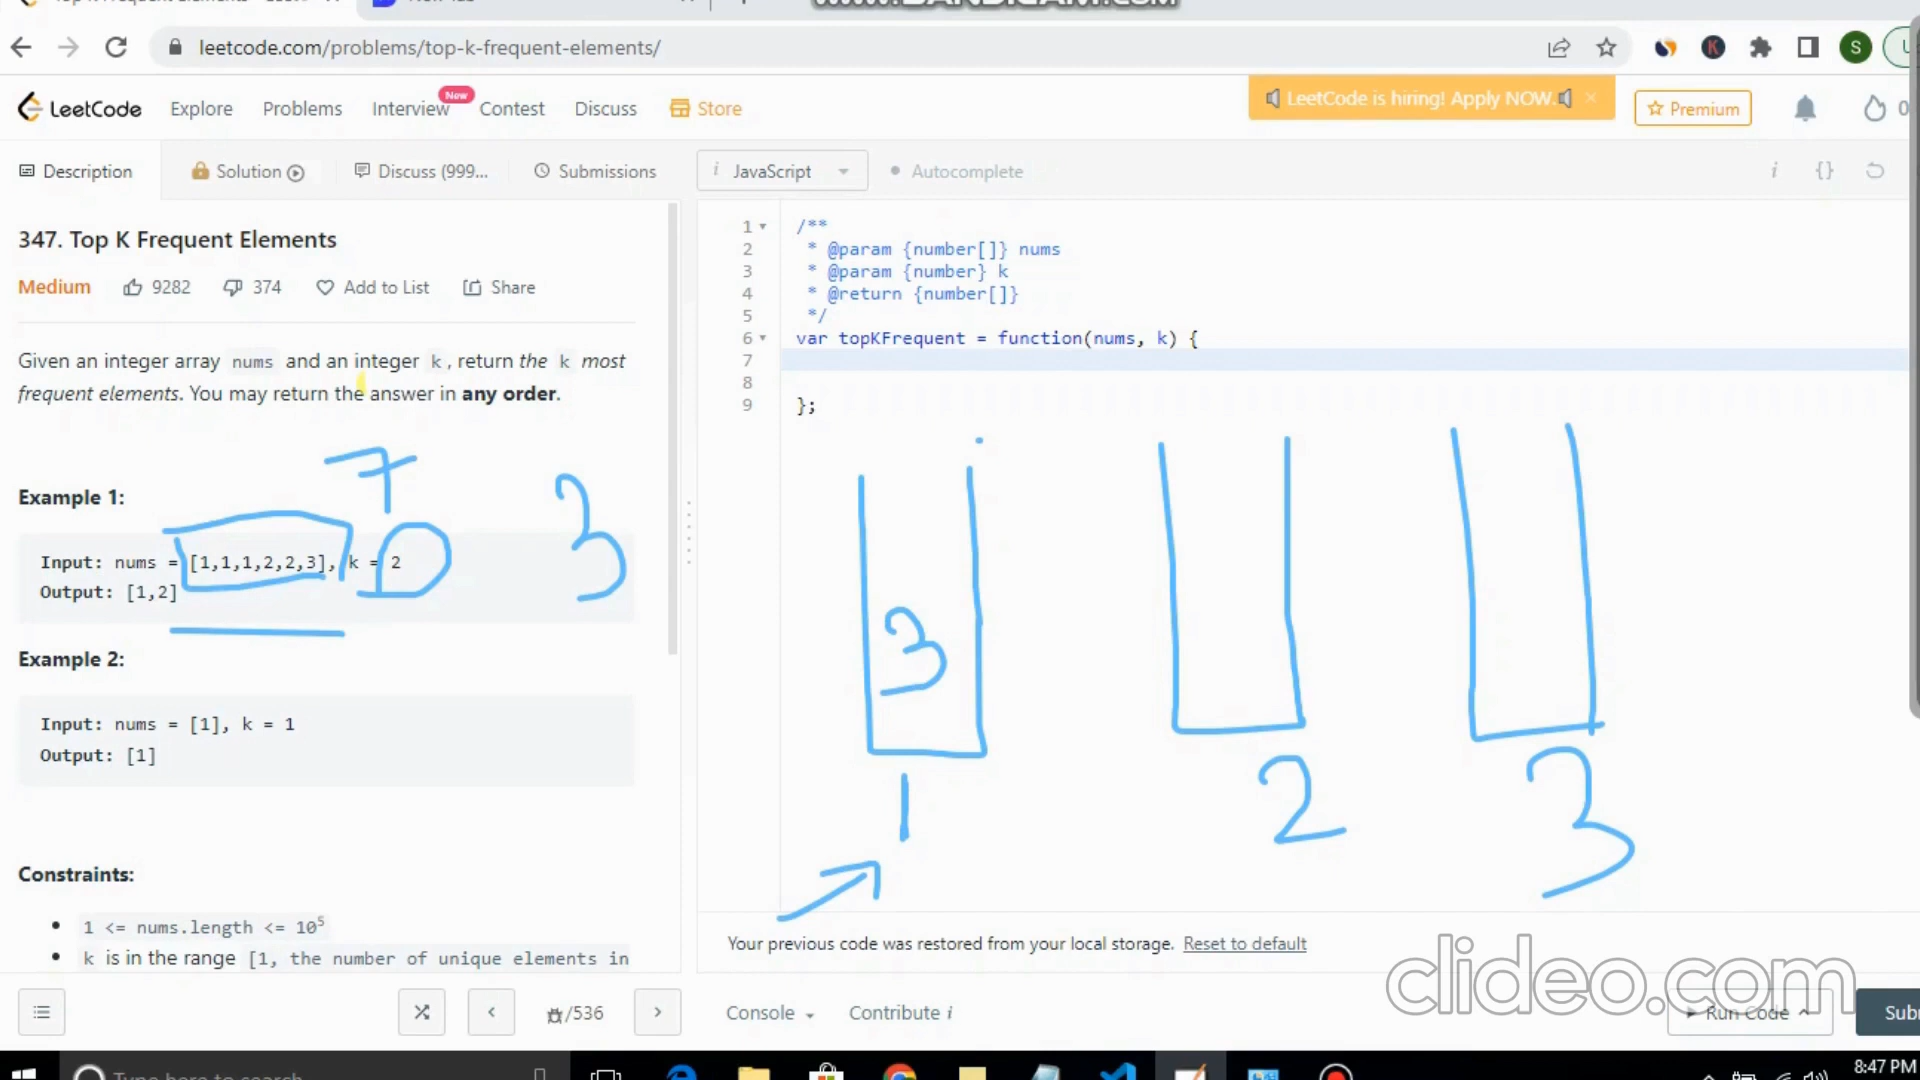 www.BANDICAM.com
leetcode.com/problems/top-k-frequent-elements/
S
LeetCode
Explore
Problems
Interview
New
Contest
Discuss
Store
LeetCode is hiring! Apply NOW.
Premium
0
Description
Solution
Discuss (999...
Submissions
i JavaScript
Autocomplete
i {}
347. Top K Frequent Elements
Medium
9282
374
Add to List
Share
Given an integer array nums and an integer k, return the k most
frequent elements. You may return the answer in any order.
Example 1:
Input: nums = [1,1,1,2,2,3], k = 2
Output: [1,2]
7
3
Example 2:
Input: nums = [1], k = 1
Output: [1]
Constraints:
1 <= nums.length <= 10⁵
k is in the range [1, the number of unique elements in
/536
1 /**
2 * @param {number[]} nums
3 * @param {number} k
4 * @return {number[]}
5 */
6 var topKFrequent = function(nums, k) {
7
8
9 };
3
1
2
3
Your previous code was restored from your local storage. Reset to default
Console
Contribute i
Run Code
clideo.com
8:47 PM